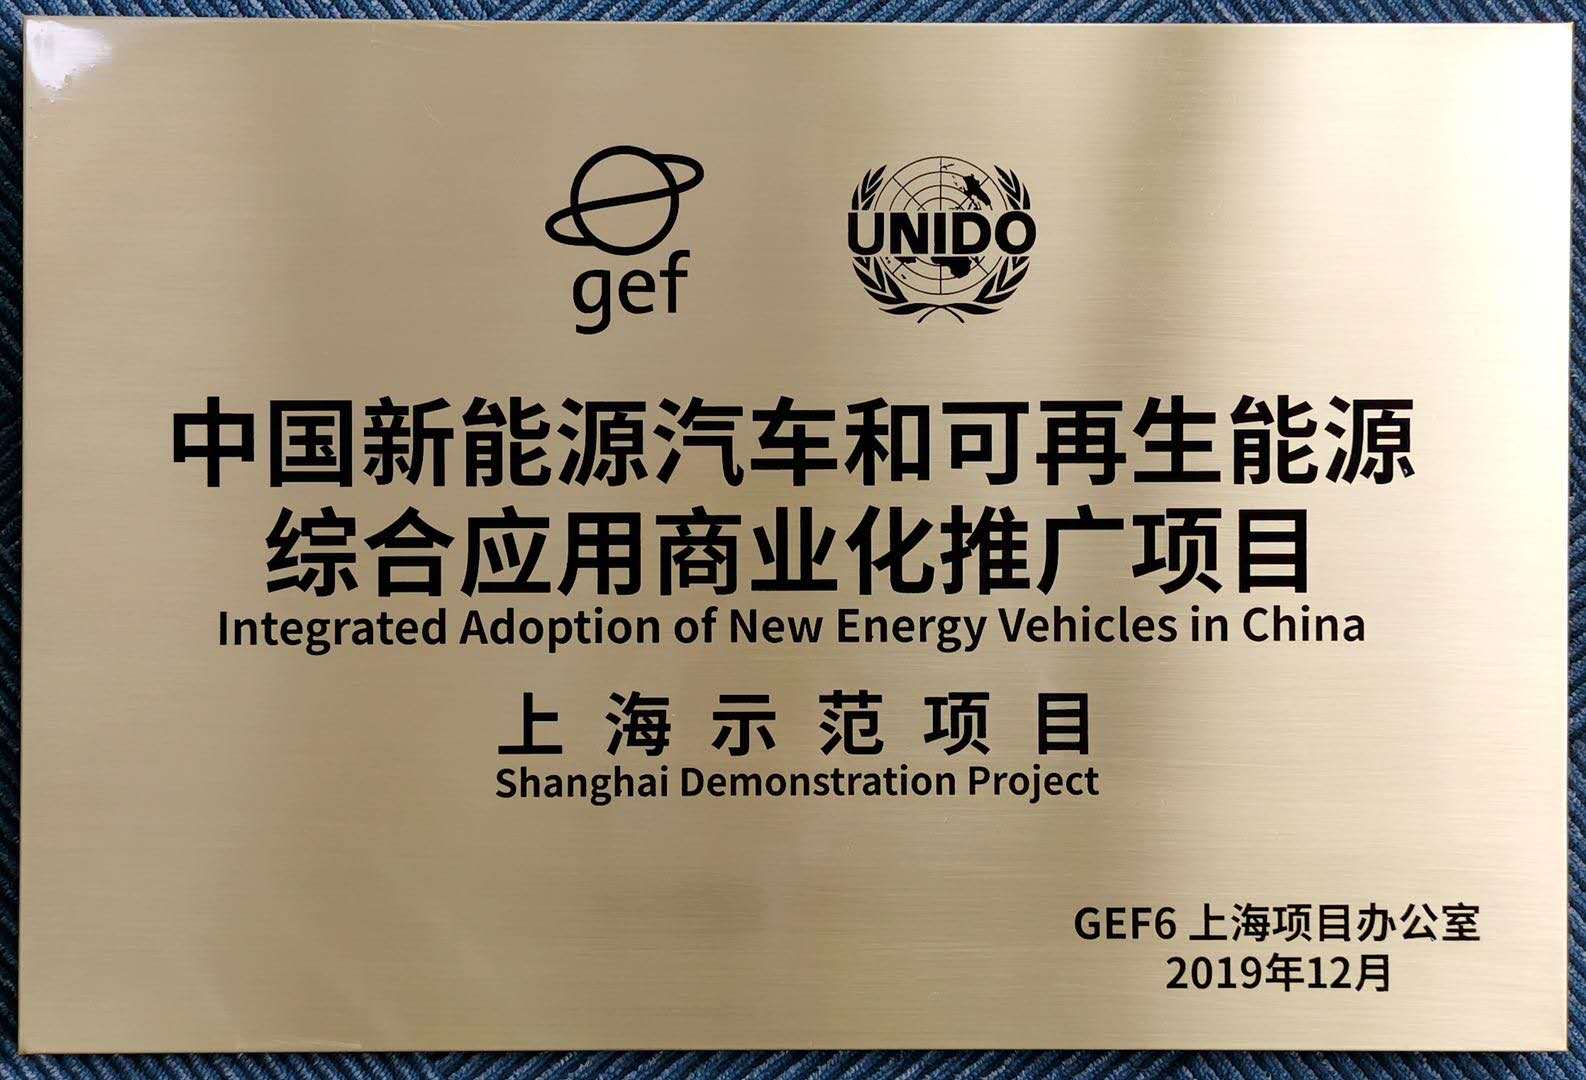 gef
UNIDO
中国新能源汽车和可再生能源
综合应用商业化推广项目
Integrated Adoption of New Energy Vehicles in China
上海示范项目
Shanghai Demonstration Project
GEF6 上海项目办公室
2019年12月